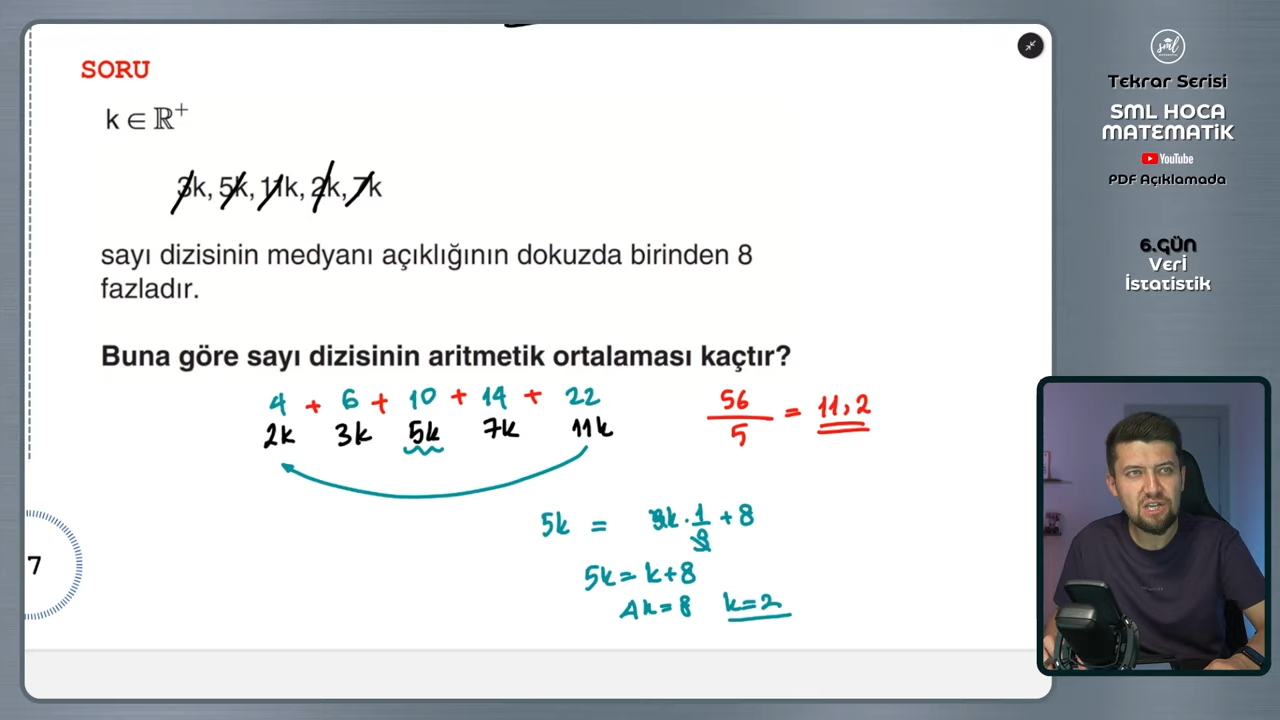 SORU
k ∈ ℝ⁺
3k, 5k, 11k, 2k, 7k
sayı dizisinin medyanı açıklığının dokuzda birinden 8
fazladır.
Buna göre sayı dizisinin aritmetik ortalaması kaçtır?
4 + 6 + 10 + 14 + 22
2k 3k 5k 7k 11k
56/5 = 11,2
5k = 9k · 1/9 + 8
5k = k + 8
4k = 8 k = 2
7
sml
Tekrar Serisi
SML HOCA
MATEMATİK
YouTube
PDF Açıklamada
6.GÜN
Verİ
İstatistik